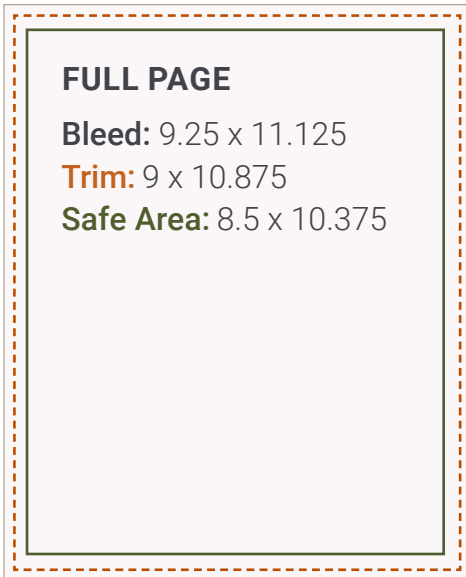 FULL PAGE
Bleed: 9.25 x 11.125
Trim: 9 x 10.875
Safe Area: 8.5 x 10.375